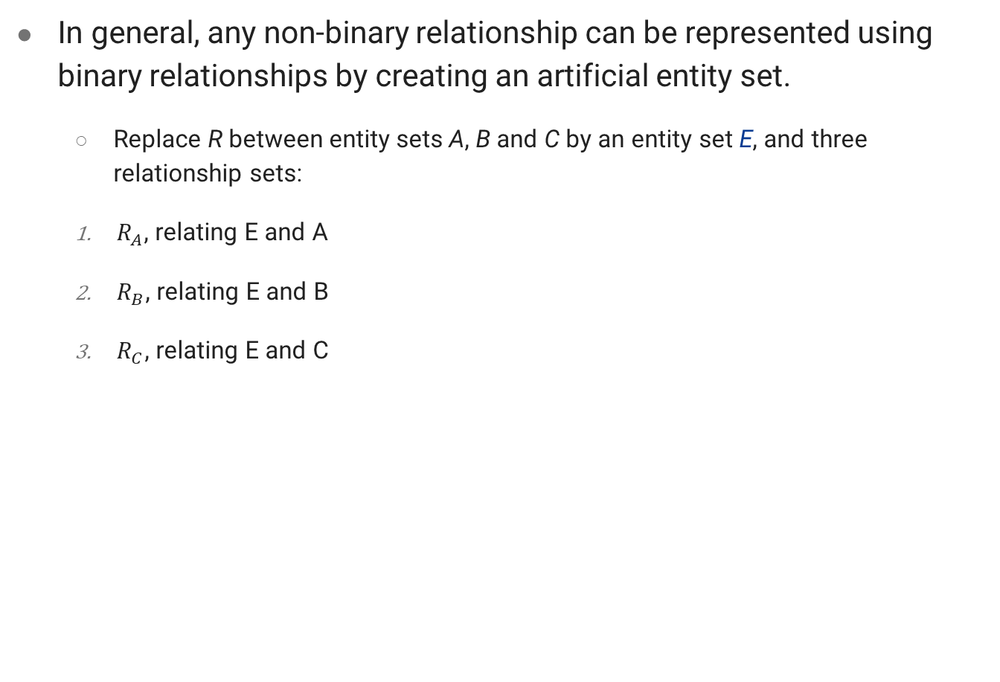 ● In general, any non-binary relationship can be represented using
binary relationships by creating an artificial entity set.
○ Replace R between entity sets A, B and C by an entity set E, and three
relationship sets:
1. R_A, relating E and A
2. R_B, relating E and B
3. R_C, relating E and C